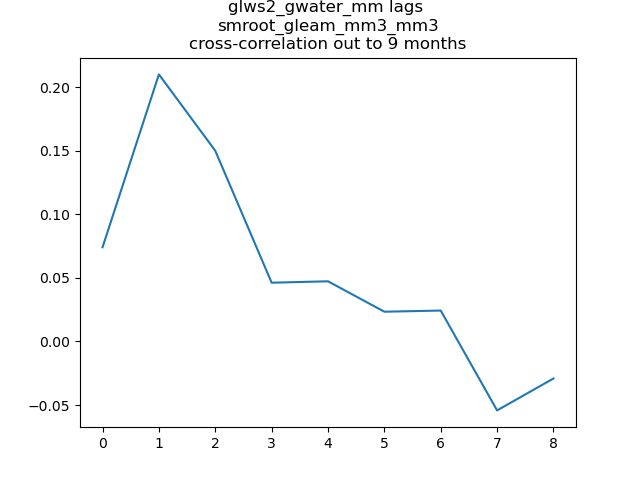 glws2_gwater_mm lags
smroot_gleam_mm3_mm3
cross-correlation out to 9 months
0.20
0.15
0.10
0.05
0.00
−0.05
0 1 2 3 4 5 6 7 8